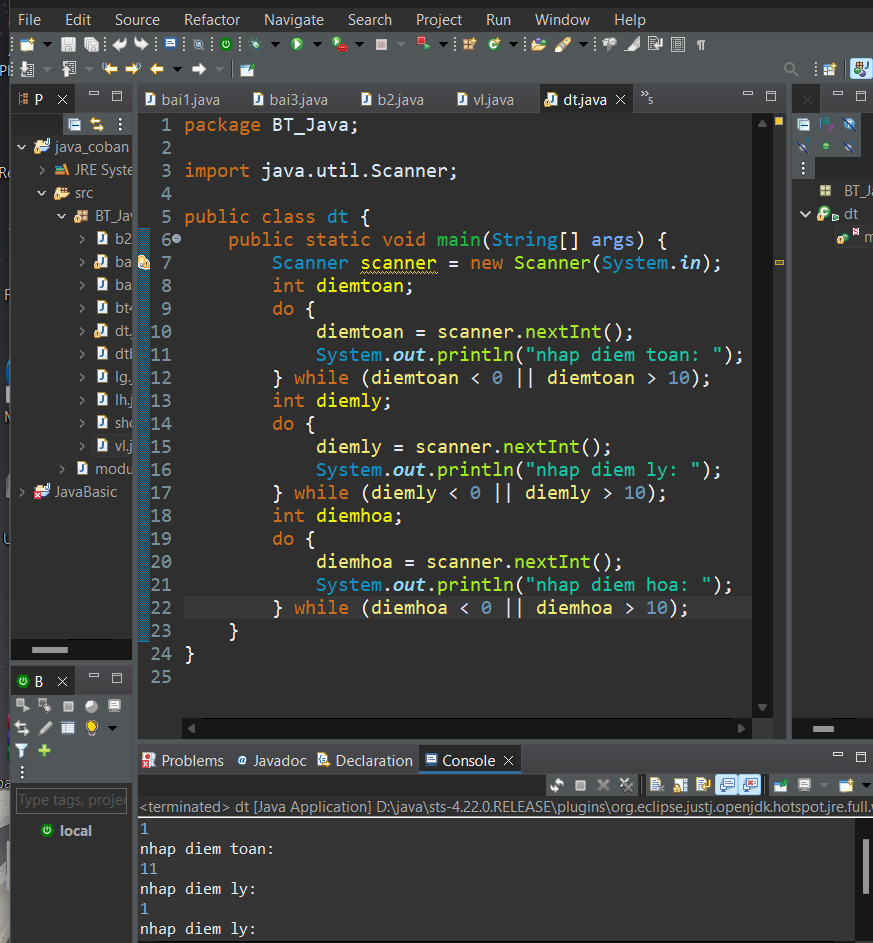 File Edit Source Refactor Navigate Search Project Run Window Help
P
java_coban
JRE Syste
src
BT_Jav
b2
ba
ba
bt4
dt.
dtl
lg.
lh.j
sho
vl.j
modu
JavaBasic
bai1.java bai3.java b2.java vl.java dt.java »5
1 package BT_Java;
2
3 import java.util.Scanner;
4
5 public class dt {
6 public static void main(String[] args) {
7 Scanner scanner = new Scanner(System.in);
8 int diemtoan;
9 do {
10 diemtoan = scanner.nextInt();
11 System.out.println("nhap diem toan: ");
12 } while (diemtoan < 0 || diemtoan > 10);
13 int diemly;
14 do {
15 diemly = scanner.nextInt();
16 System.out.println("nhap diem ly: ");
17 } while (diemly < 0 || diemly > 10);
18 int diemhoa;
19 do {
20 diemhoa = scanner.nextInt();
21 System.out.println("nhap diem hoa: ");
22 } while (diemhoa < 0 || diemhoa > 10);
23 }
24 }
25
BT_J
dt
B
Type tags, projec
local
Problems Javadoc Declaration Console
<terminated> dt [Java Application] D:\java\sts-4.22.0.RELEASE\plugins\org.eclipse.justj.openjdk.hotspot.jre.full.
1
nhap diem toan:
11
nhap diem ly:
1
nhap diem ly: